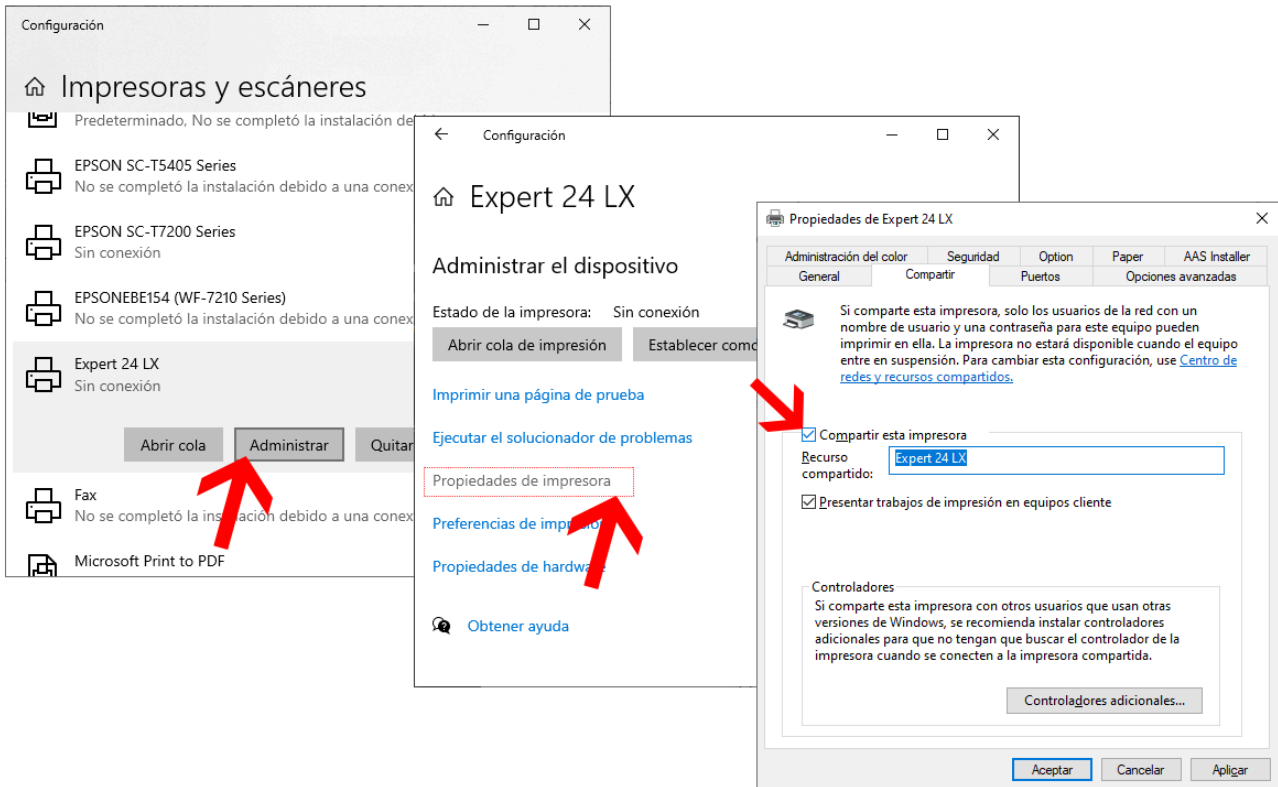 Configuración
Impresoras y escáneres
Predeterminado, No se completó la instalación de
EPSON SC-T5405 Series
No se completó la instalación debido a una conex
EPSON SC-T7200 Series
Sin conexión
EPSONEBE154 (WF-7210 Series)
No se completó la instalación debido a una conex
Expert 24 LX
Sin conexión
Abrir cola
Administrar
Quitar
Fax
No se completó la instalación debido a una conex
Microsoft Print to PDF
Configuración
Expert 24 LX
Administrar el dispositivo
Estado de la impresora: Sin conexión
Abrir cola de impresión
Establecer como
Imprimir una página de prueba
Ejecutar el solucionador de problemas
Propiedades de impresora
Preferencias de impresión
Propiedades de hardware
Obtener ayuda
Propiedades de Expert 24 LX
Administración del color Seguridad Option Paper AAS Installer
General Compartir Puertos Opciones avanzadas
Si comparte esta impresora, solo los usuarios de la red con un
nombre de usuario y una contraseña para este equipo pueden
imprimir en ella. La impresora no estará disponible cuando el equipo
entre en suspensión. Para cambiar esta configuración, use Centro de
redes y recursos compartidos.
Compartir esta impresora
Recurso
compartido:
Expert 24 LX
Presentar trabajos de impresión en equipos cliente
Controladores
Si comparte esta impresora con otros usuarios que usan otras
versiones de Windows, se recomienda instalar controladores
adicionales para que no tengan que buscar el controlador de la
impresora cuando se conecten a la impresora compartida.
Controladores adicionales...
Aceptar
Cancelar
Aplicar